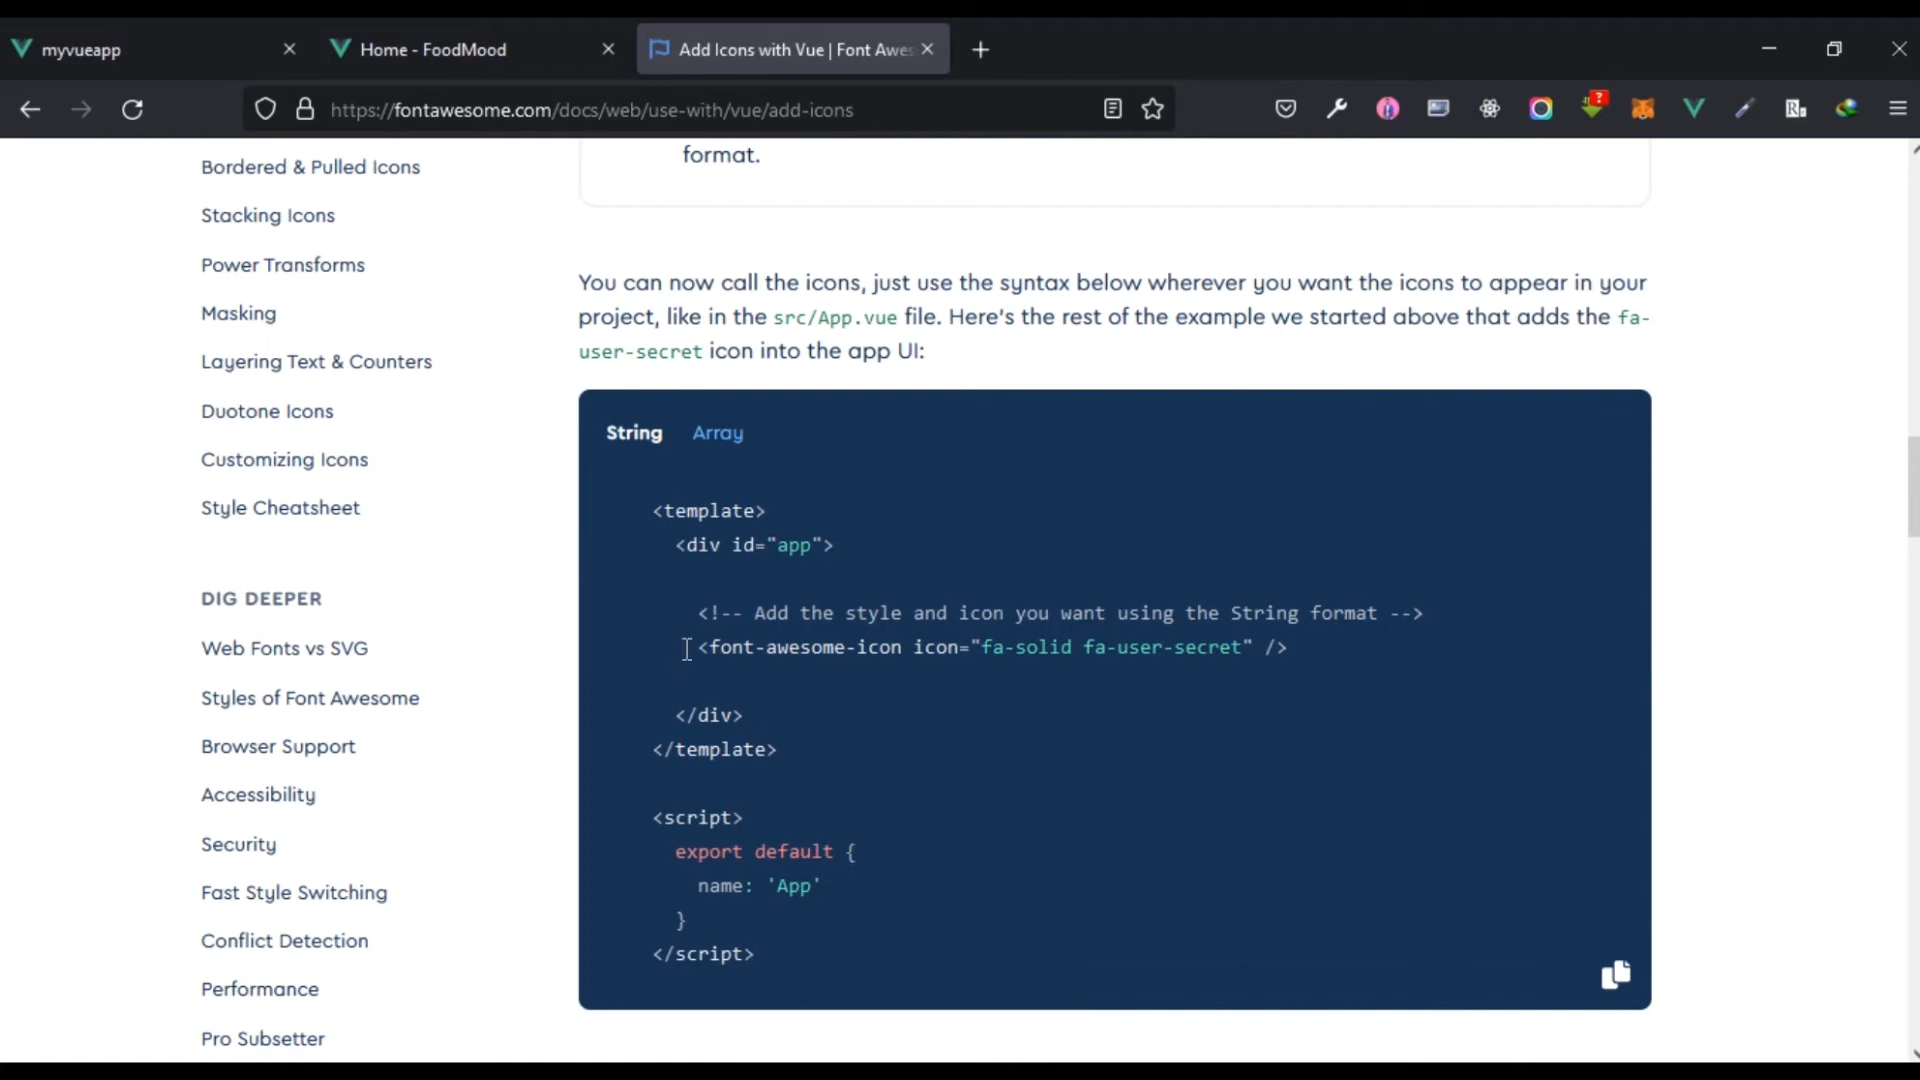 myvueapp
Home - FoodMood
Add Icons with Vue | Font Awes
https://fontawesome.com/docs/web/use-with/vue/add-icons
?
R
Bordered & Pulled Icons
Stacking Icons
Power Transforms
Masking
Layering Text & Counters
Duotone Icons
Customizing Icons
Style Cheatsheet
DIG DEEPER
Web Fonts vs SVG
Styles of Font Awesome
Browser Support
Accessibility
Security
Fast Style Switching
Conflict Detection
Performance
Pro Subsetter
format.
You can now call the icons, just use the syntax below wherever you want the icons to appear in your
project, like in the src/App.vue file. Here's the rest of the example we started above that adds the fa-
user-secret icon into the app UI:
String Array
<template>
<div id="app">
<!-- Add the style and icon you want using the String format -->
<font-awesome-icon icon="fa-solid fa-user-secret" />
</div>
</template>
<script>
export default {
name: 'App'
}
</script>